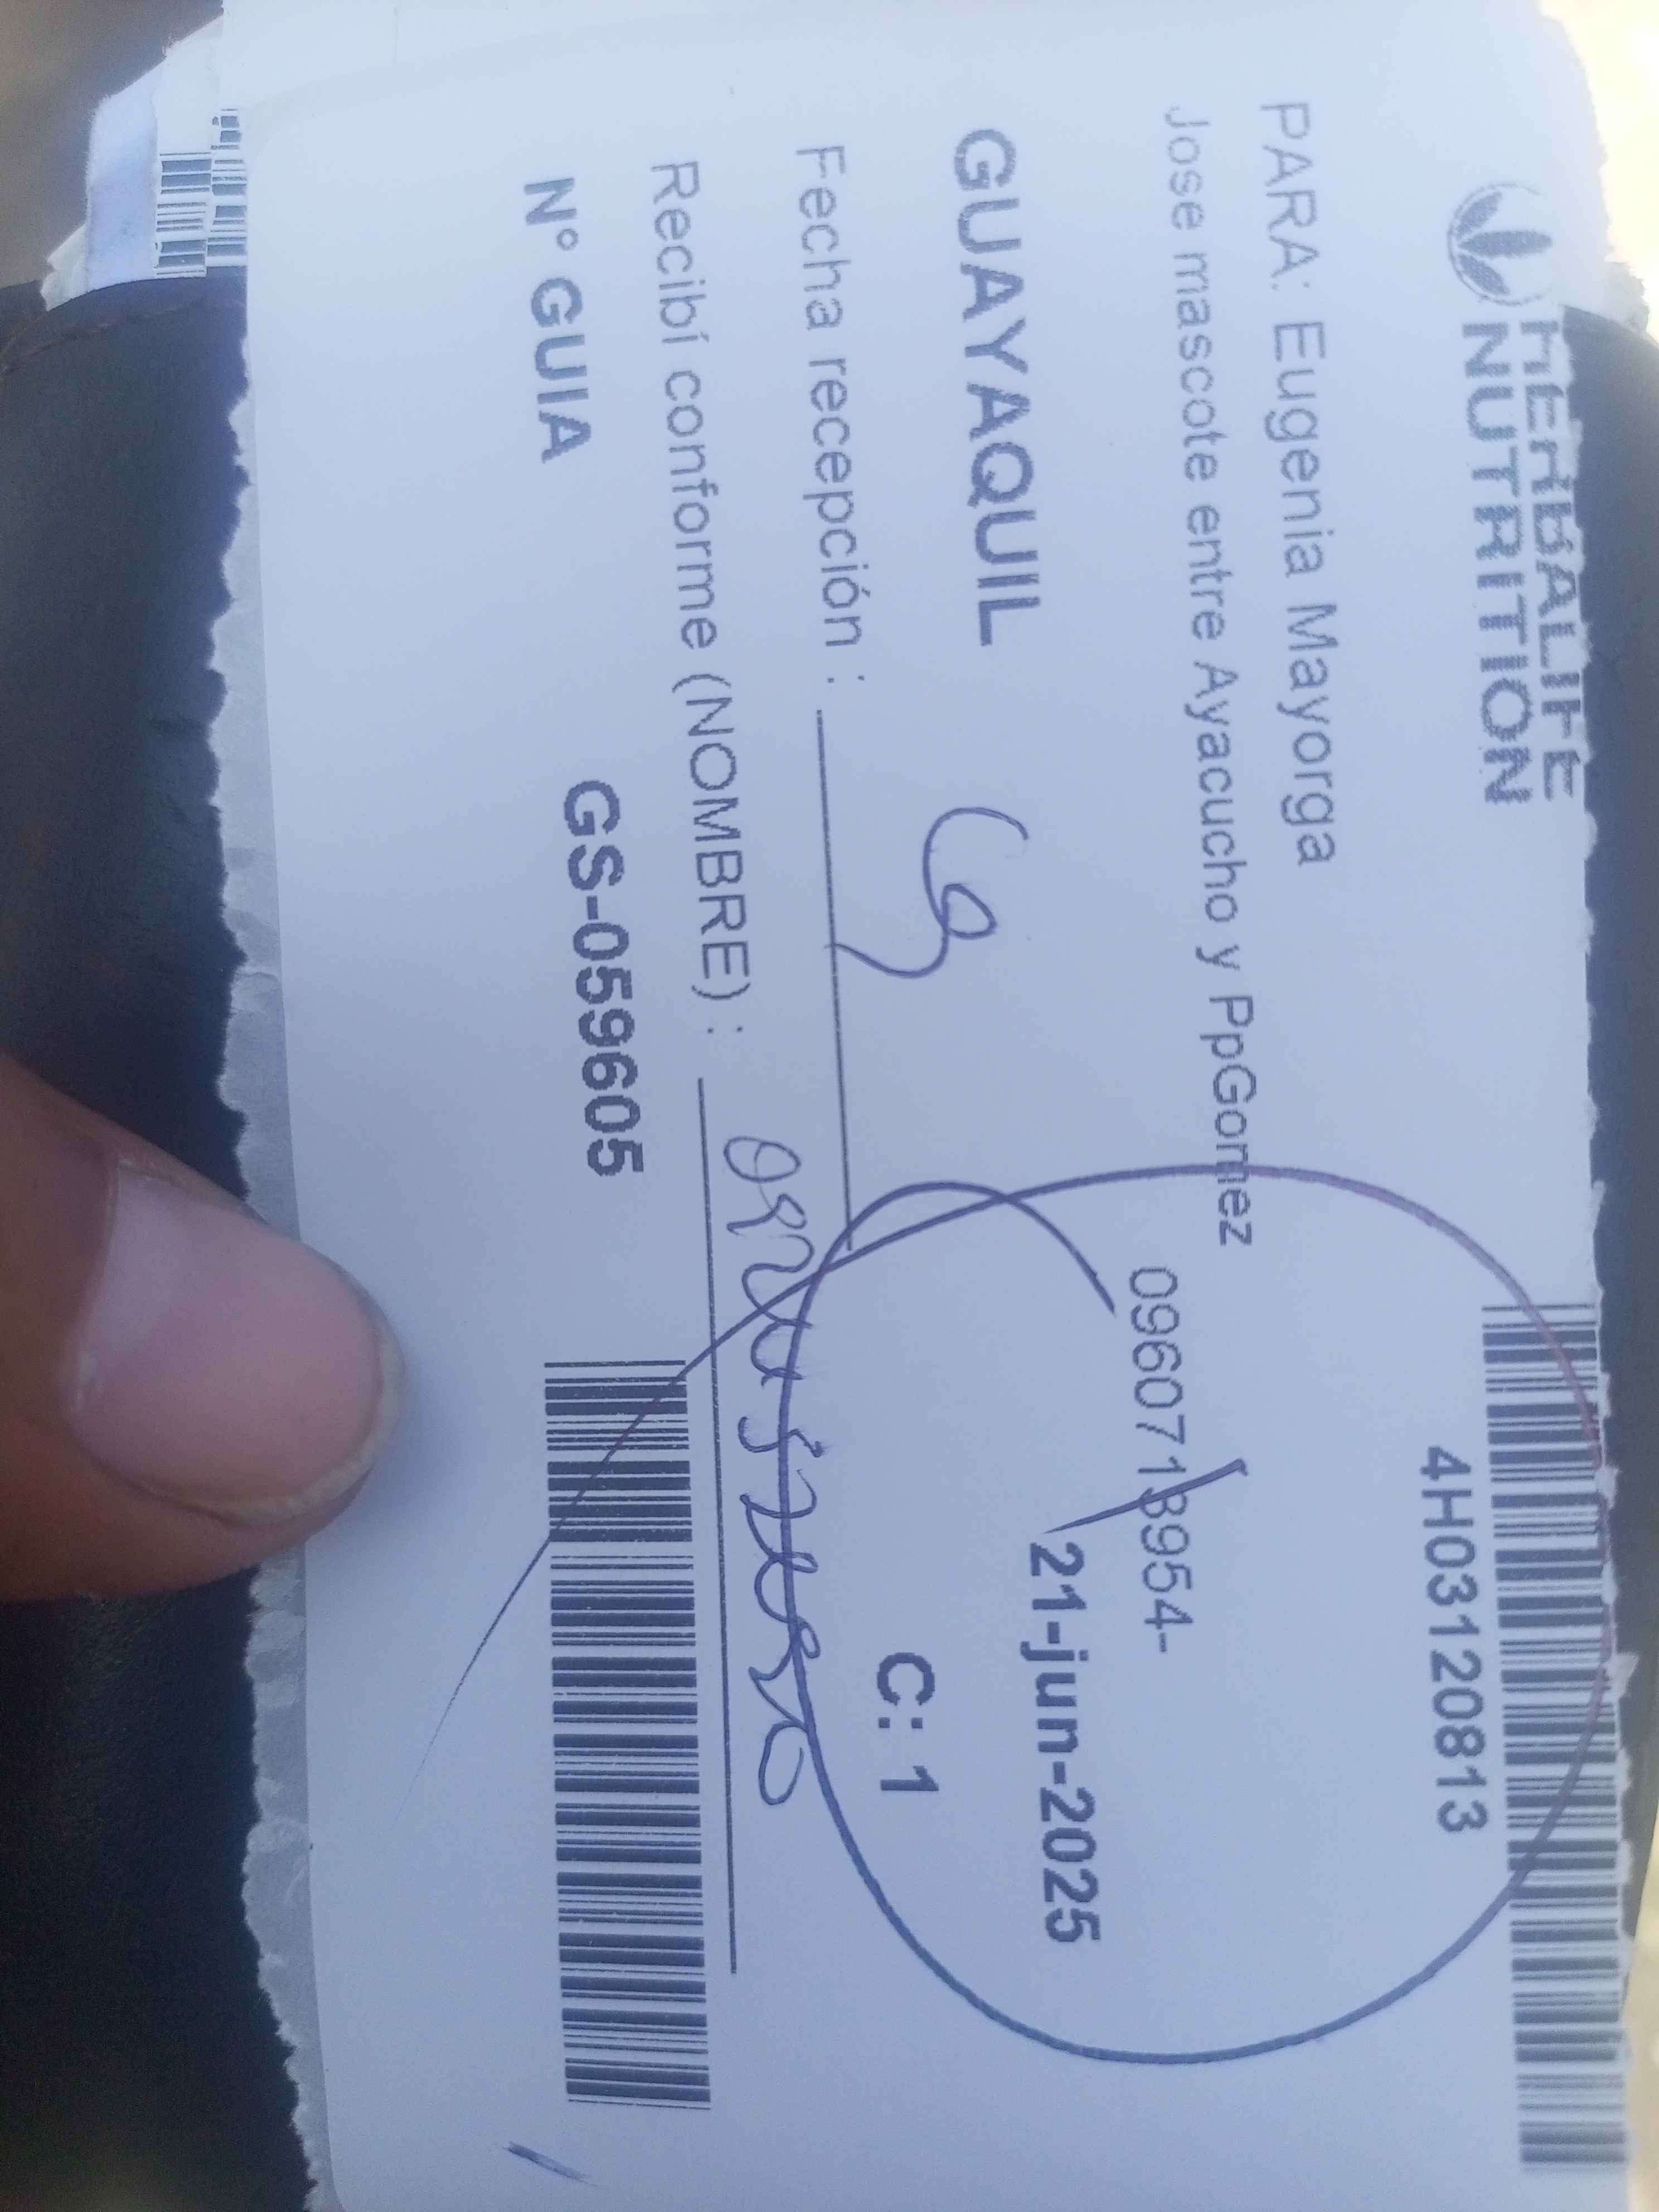 HERBALIFE
NUTRITION
4H03120813
PARA: Eugenia Mayorga
Jose mascote entre Ayacucho y PpGomez
0960713954-
GUAYAQUIL
21-jun-2025
Fecha recepción :
C: 1
Recibí conforme (NOMBRE) :
N° GUIA GS-059605